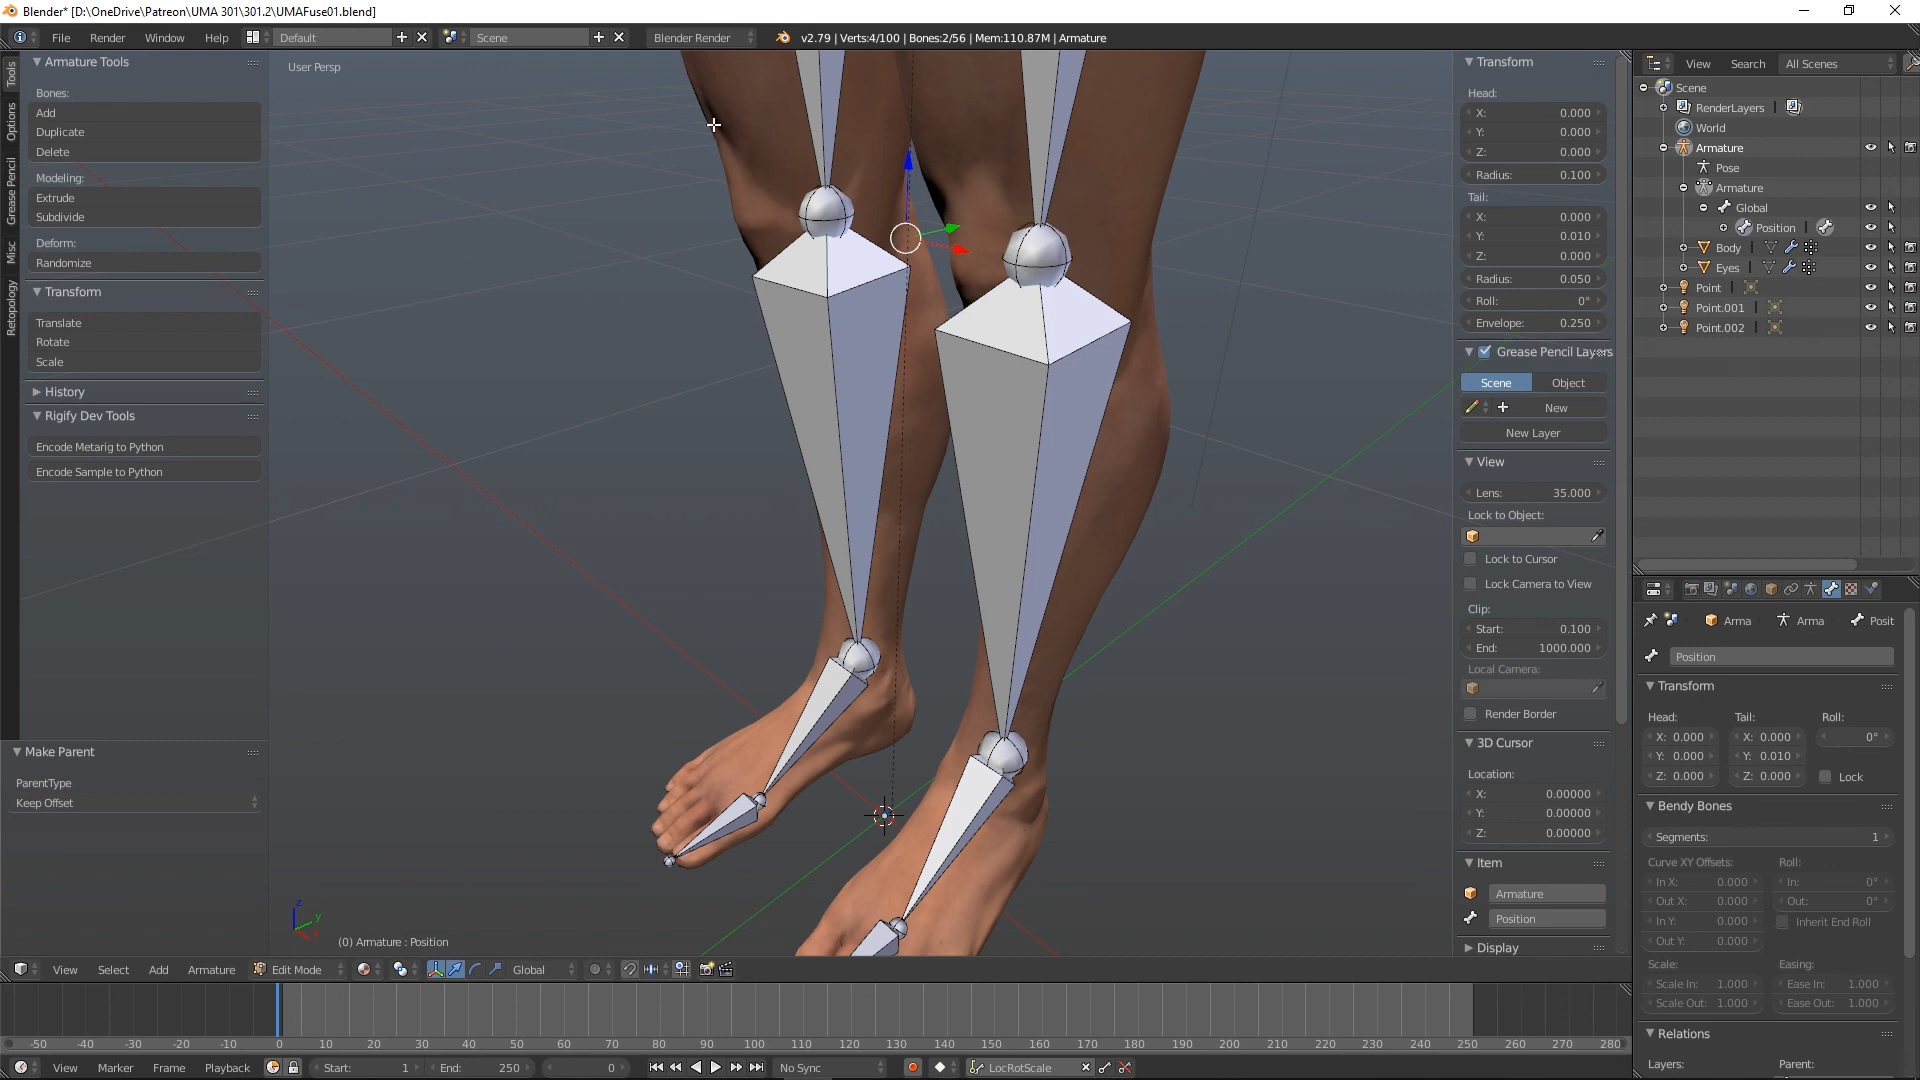 Blender* [D:\OneDrive\Patreon\UMA 301\301.2\UMAFuse01.blend]
File Render Window Help Default Scene Blender Render v2.79 | Verts:4/100 | Bones:2/56 | Mem:110.87M | Armature
Tools
Options
Grease Pencil
Misc
Retopology
Armature Tools
Bones:
Add
Duplicate
Delete
Modeling:
Extrude
Subdivide
Deform:
Randomize
Transform
Translate
Rotate
Scale
History
Rigify Dev Tools
Encode Metarig to Python
Encode Sample to Python
Make Parent
ParentType
Keep Offset
User Persp
z
y
x
(0) Armature : Position
Transform
Head:
X: 0.000
Y: 0.000
Z: 0.000
Radius: 0.100
Tail:
X: 0.000
Y: 0.010
Z: 0.000
Radius: 0.050
Roll: 0°
Envelope: 0.250
Grease Pencil Layers
Scene Object
New
New Layer
View
Lens: 35.000
Lock to Object:
Lock to Cursor
Lock Camera to View
Clip:
Start: 0.100
End: 1000.000
Local Camera:
Render Border
3D Cursor
Location:
X: 0.00000
Y: 0.00000
Z: 0.00000
Item
Armature
Position
Display
View Search All Scenes
Scene
RenderLayers
World
Armature
Pose
Armature
Global
Position
Body
Eyes
Point
Point.001
Point.002
Arma Arma Posit
Position
Transform
Head: Tail: Roll:
X: 0.000 X: 0.000 0°
Y: 0.000 Y: 0.010
Z: 0.000 Z: 0.000 Lock
Bendy Bones
Segments: 1
Curve XY Offsets: Roll:
In X: 0.000 In: 0°
Out X: 0.000 Out: 0°
In Y: 0.000 Inherit End Roll
Out Y: 0.000
Scale: Easing:
Scale In: 1.000 Ease In: 1.000
Scale Out: 1.000 Ease Out: 1.000
Relations
Layers: Parent:
View Select Add Armature Edit Mode Global
-50 -40 -30 -20 -10 0 10 20 30 40 50 60 70 80 90 100 110 120 130 140 150 160 170 180 190 200 210 220 230 240 250 260 270 280
View Marker Frame Playback Start: 1 End: 250 0 No Sync LocRotScale